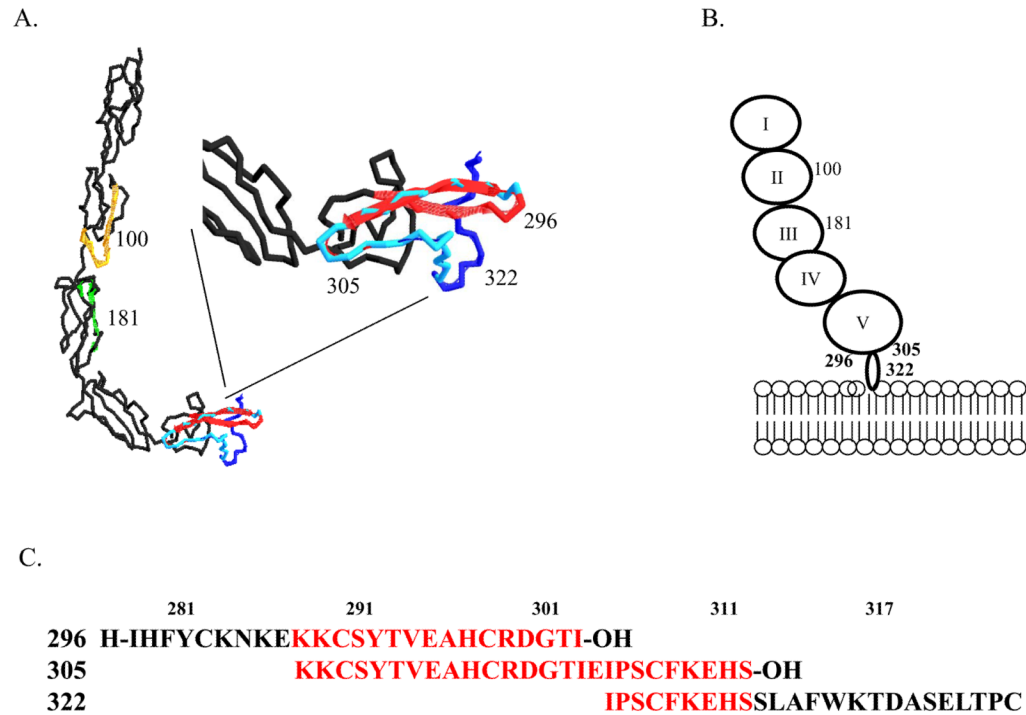 A.
B.
100
181
296
305
322
I
II
100
III
181
IV
V
296
305
322
C.
281 291 301 311 317
296 H-IHFYCKNKEKKCSYTVEAHCRDGTI-OH
305 KKCSYTVEAHCRDGTIEIPSCFKEHS-OH
322 IPSCFKEHSSLAFWKTDASELTPC